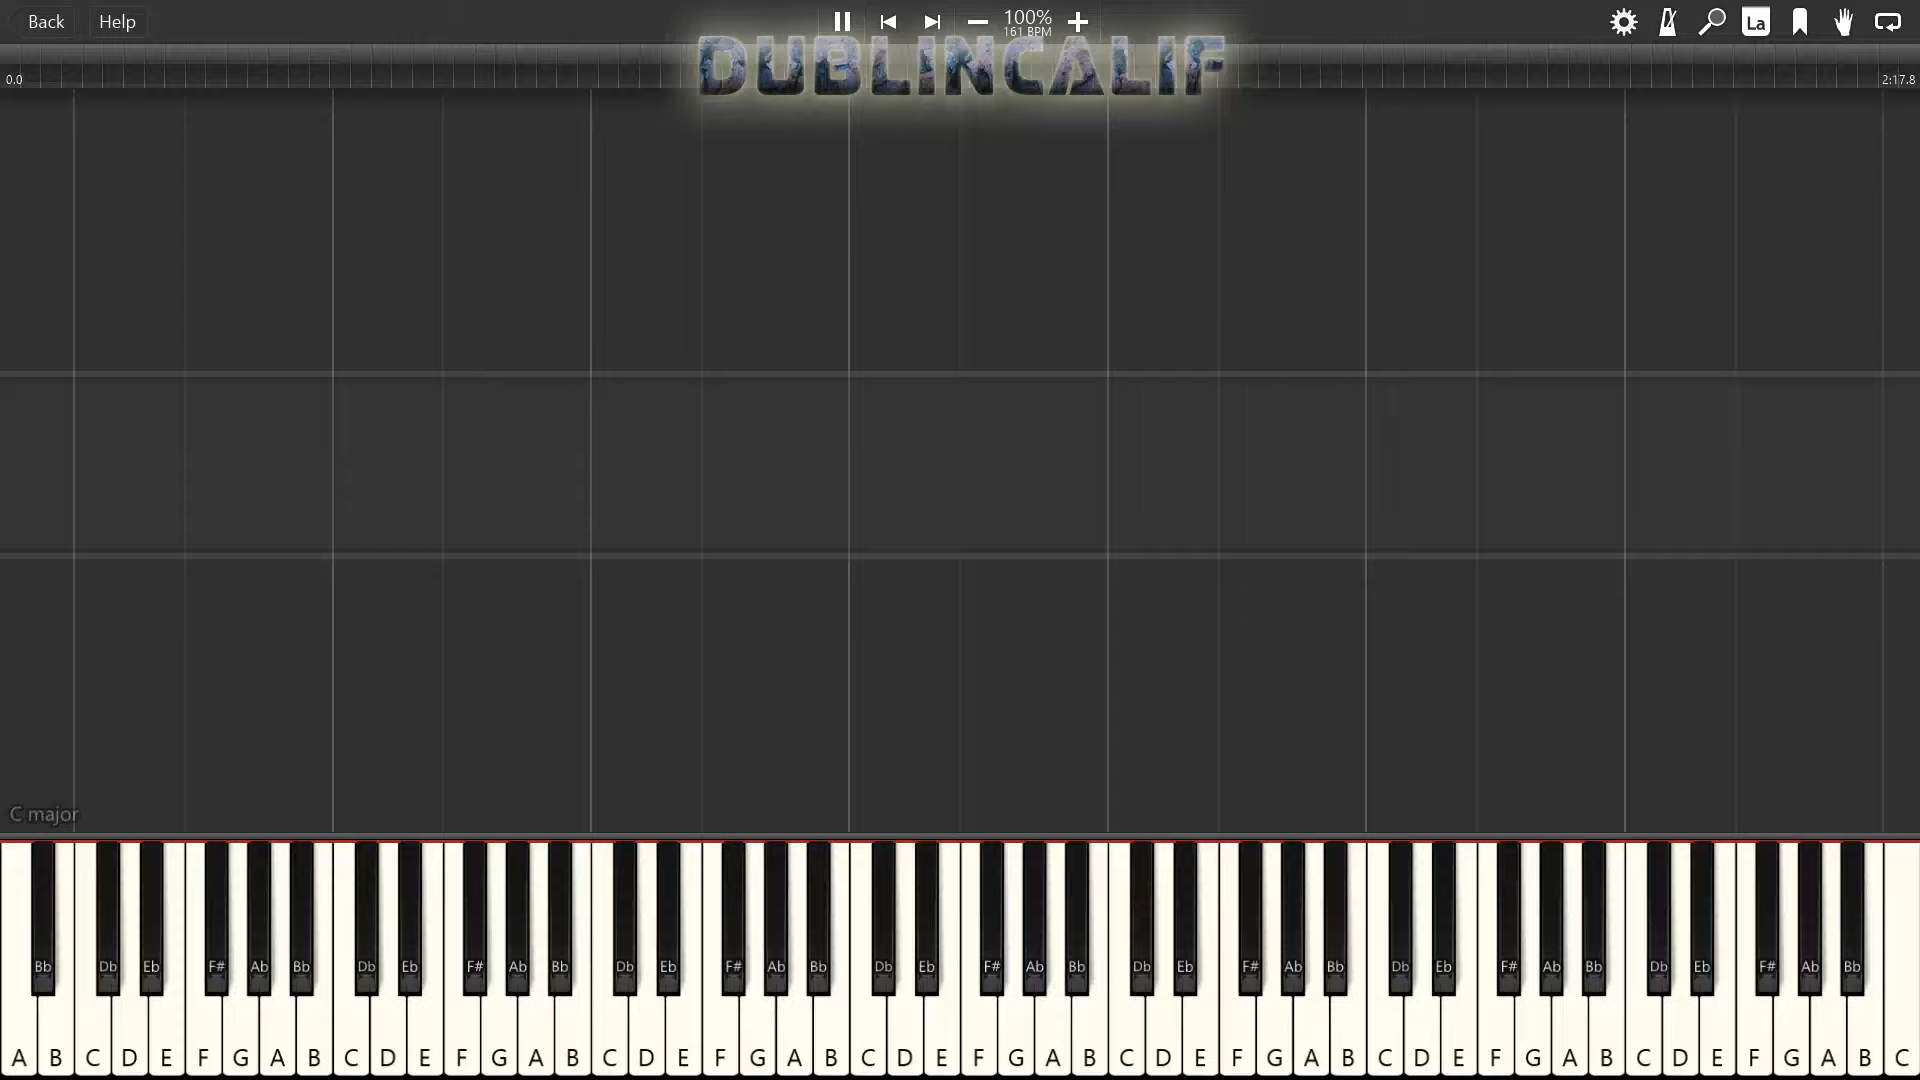 Back Help 100%
161 BPM
La
DUBLINCALIF
0.0 2:17.8
C major
Bb Db Eb F# Ab Bb Db Eb F# Ab Bb Db Eb F# Ab Bb Db Eb F# Ab Bb Db Eb F# Ab Bb Db Eb F# Ab Bb Db Eb F# Ab Bb
A B C D E F G A B C D E F G A B C D E F G A B C D E F G A B C D E F G A B C D E F G A B C D E F G A B C